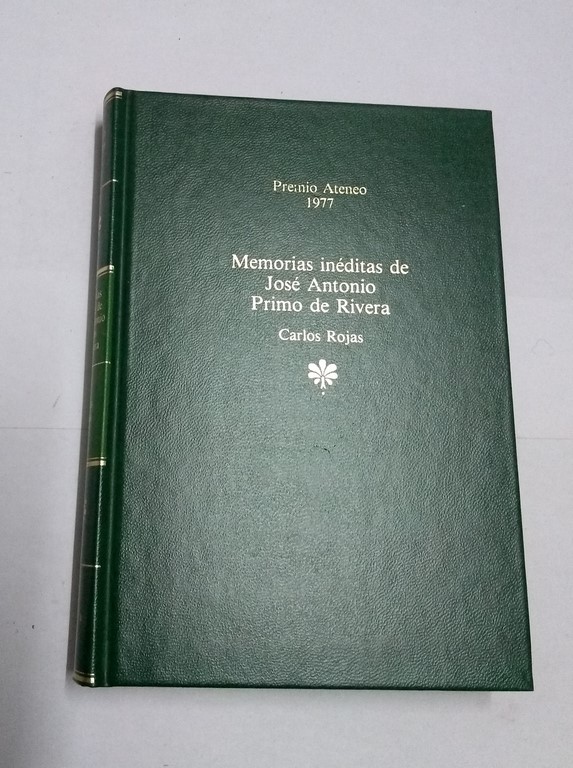 Premio Ateneo
1977
Memorias inéditas de
José Antonio
Primo de Rivera
Carlos Rojas